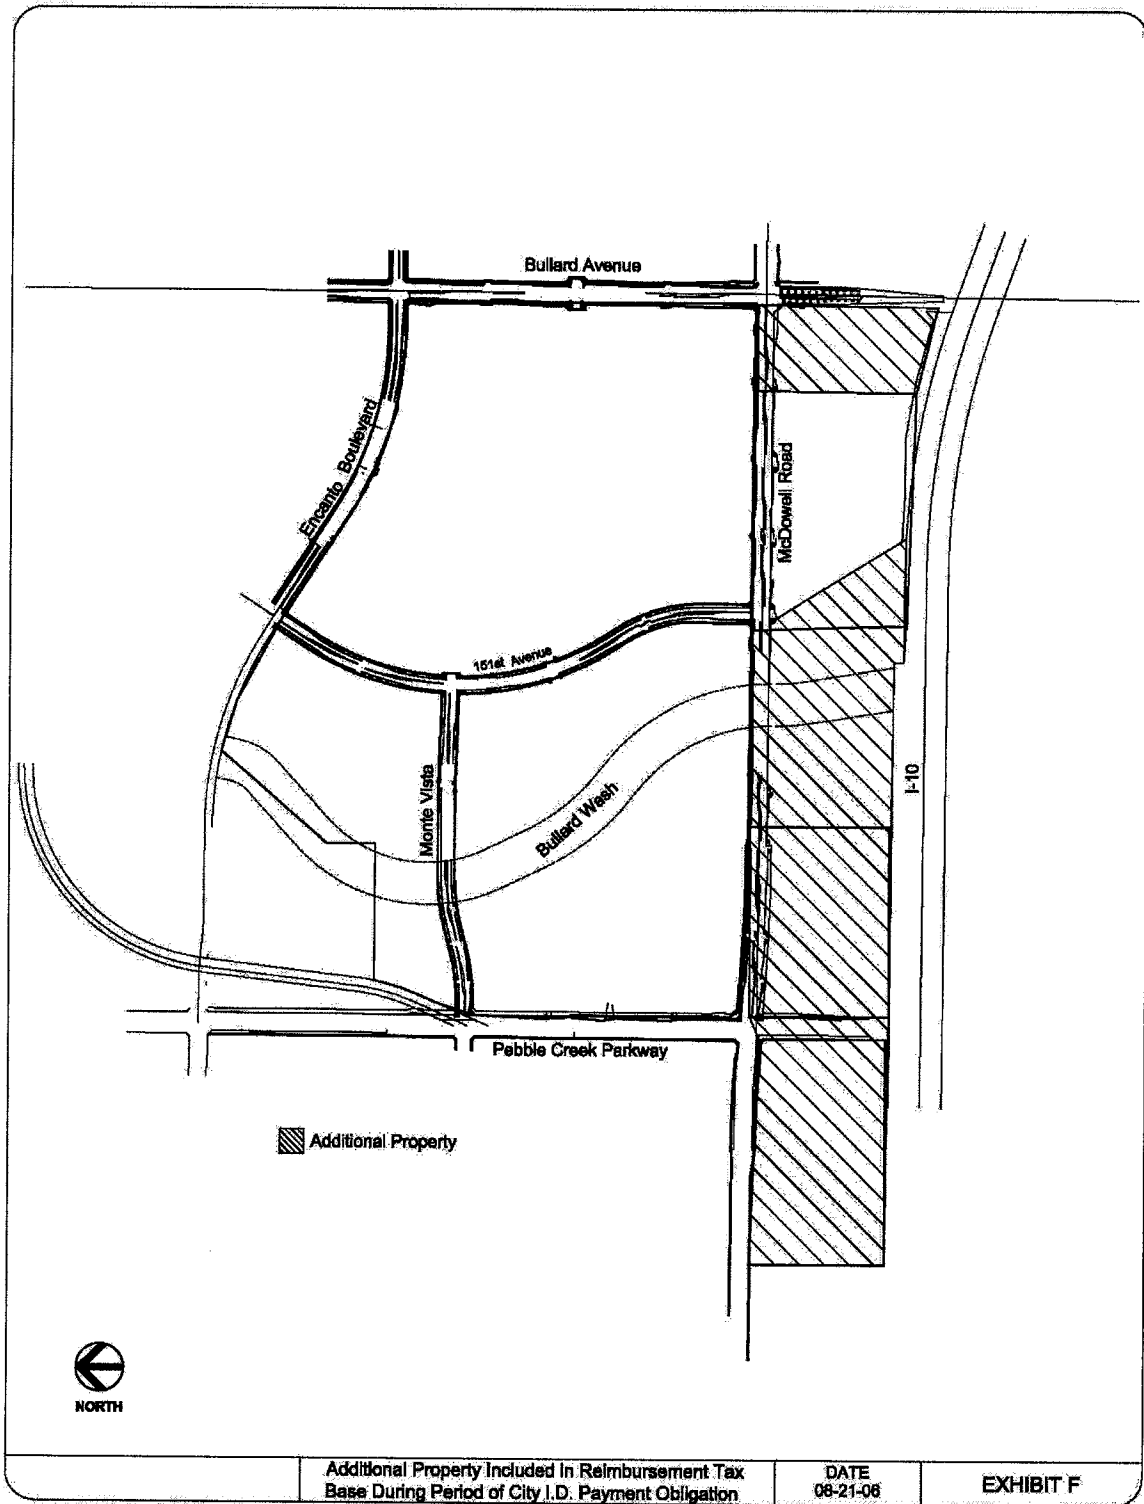 Bullard Avenue
Encanto Boulevard
McDowell Road
151st Avenue
Monte Vista
Bullard Wash
I-10
Pebble Creek Parkway
Additional Property
NORTH
Additional Property Included In Reimbursement Tax
Base During Period of City I.D. Payment Obligation
DATE
08-21-06
EXHIBIT F